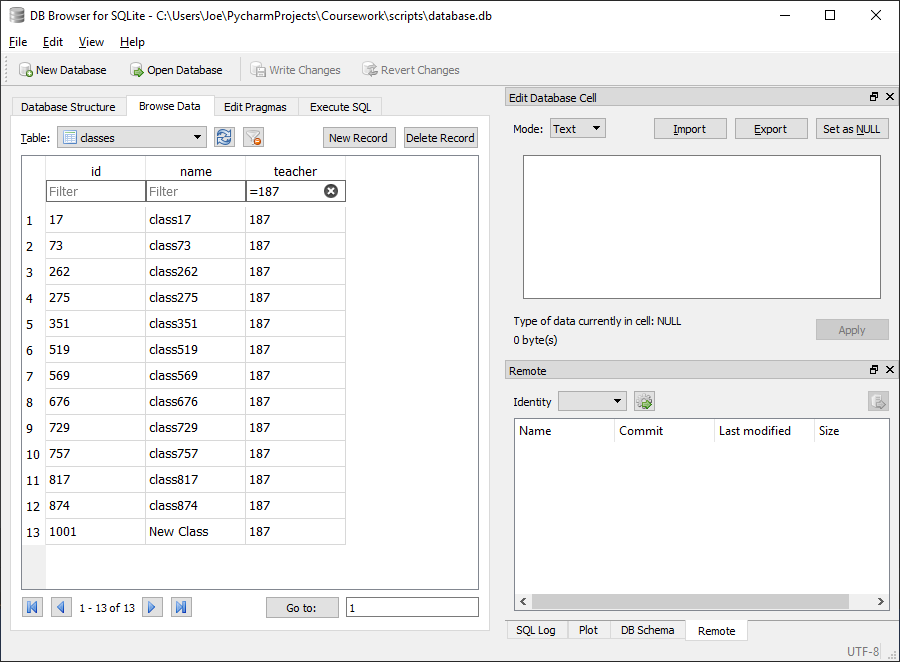 DB Browser for SQLite - C:\Users\Joe\PycharmProjects\Coursework\scripts\database.db
File Edit View Help
New Database Open Database Write Changes Revert Changes
Database Structure Browse Data Edit Pragmas Execute SQL
Table: classes New Record Delete Record
id name teacher
Filter Filter =187
1 17 class17 187
2 73 class73 187
3 262 class262 187
4 275 class275 187
5 351 class351 187
6 519 class519 187
7 569 class569 187
8 676 class676 187
9 729 class729 187
10 757 class757 187
11 817 class817 187
12 874 class874 187
13 1001 New Class 187
1 - 13 of 13 Go to: 1
Edit Database Cell
Mode: Text Import Export Set as NULL
Type of data currently in cell: NULL
0 byte(s)
Apply
Remote
Identity
Name Commit Last modified Size
SQL Log Plot DB Schema Remote
UTF-8